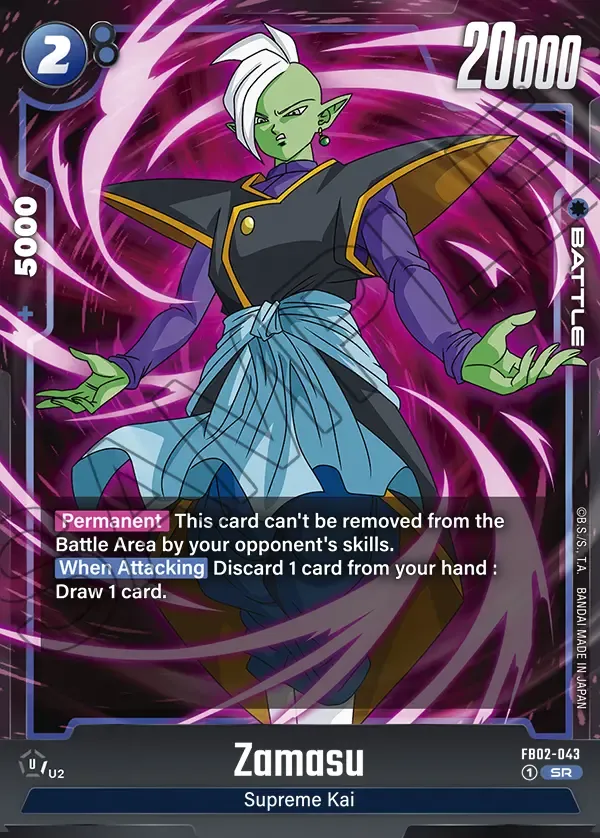 2
20000
+ 5000
BATTLE
SAMPLE
Permanent This card can't be removed from the
Battle Area by your opponent's skills.
When Attacking Discard 1 card from your hand :
Draw 1 card.
©B.S./S., T.A. BANDAI MADE IN JAPAN
U/U2
Zamasu
FB02-043
1 SR
Supreme Kai